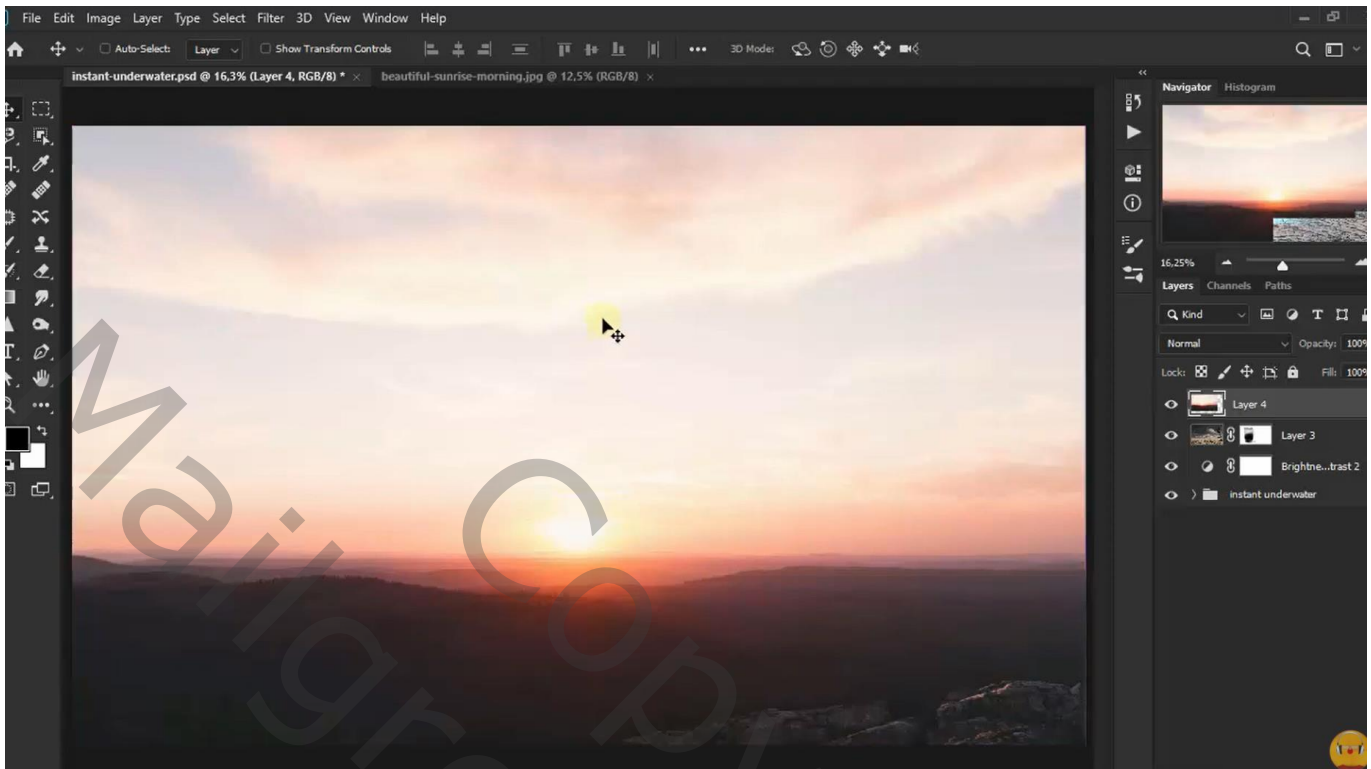 File Edit Image Layer Type Select Filter 3D View Window Help
Auto-Select: Layer Show Transform Controls 3D Mode:
instant-underwater.psd @ 16,3% (Layer 4, RGB/8) * × beautiful-sunrise-morning.jpg @ 12,5% (RGB/8) ×
Navigator Histogram
16,25%
Layers Channels Paths
Kind
Normal Opacity: 100%
Lock: Fill: 100%
Layer 4
Layer 3
Brightne...trast 2
instant underwater